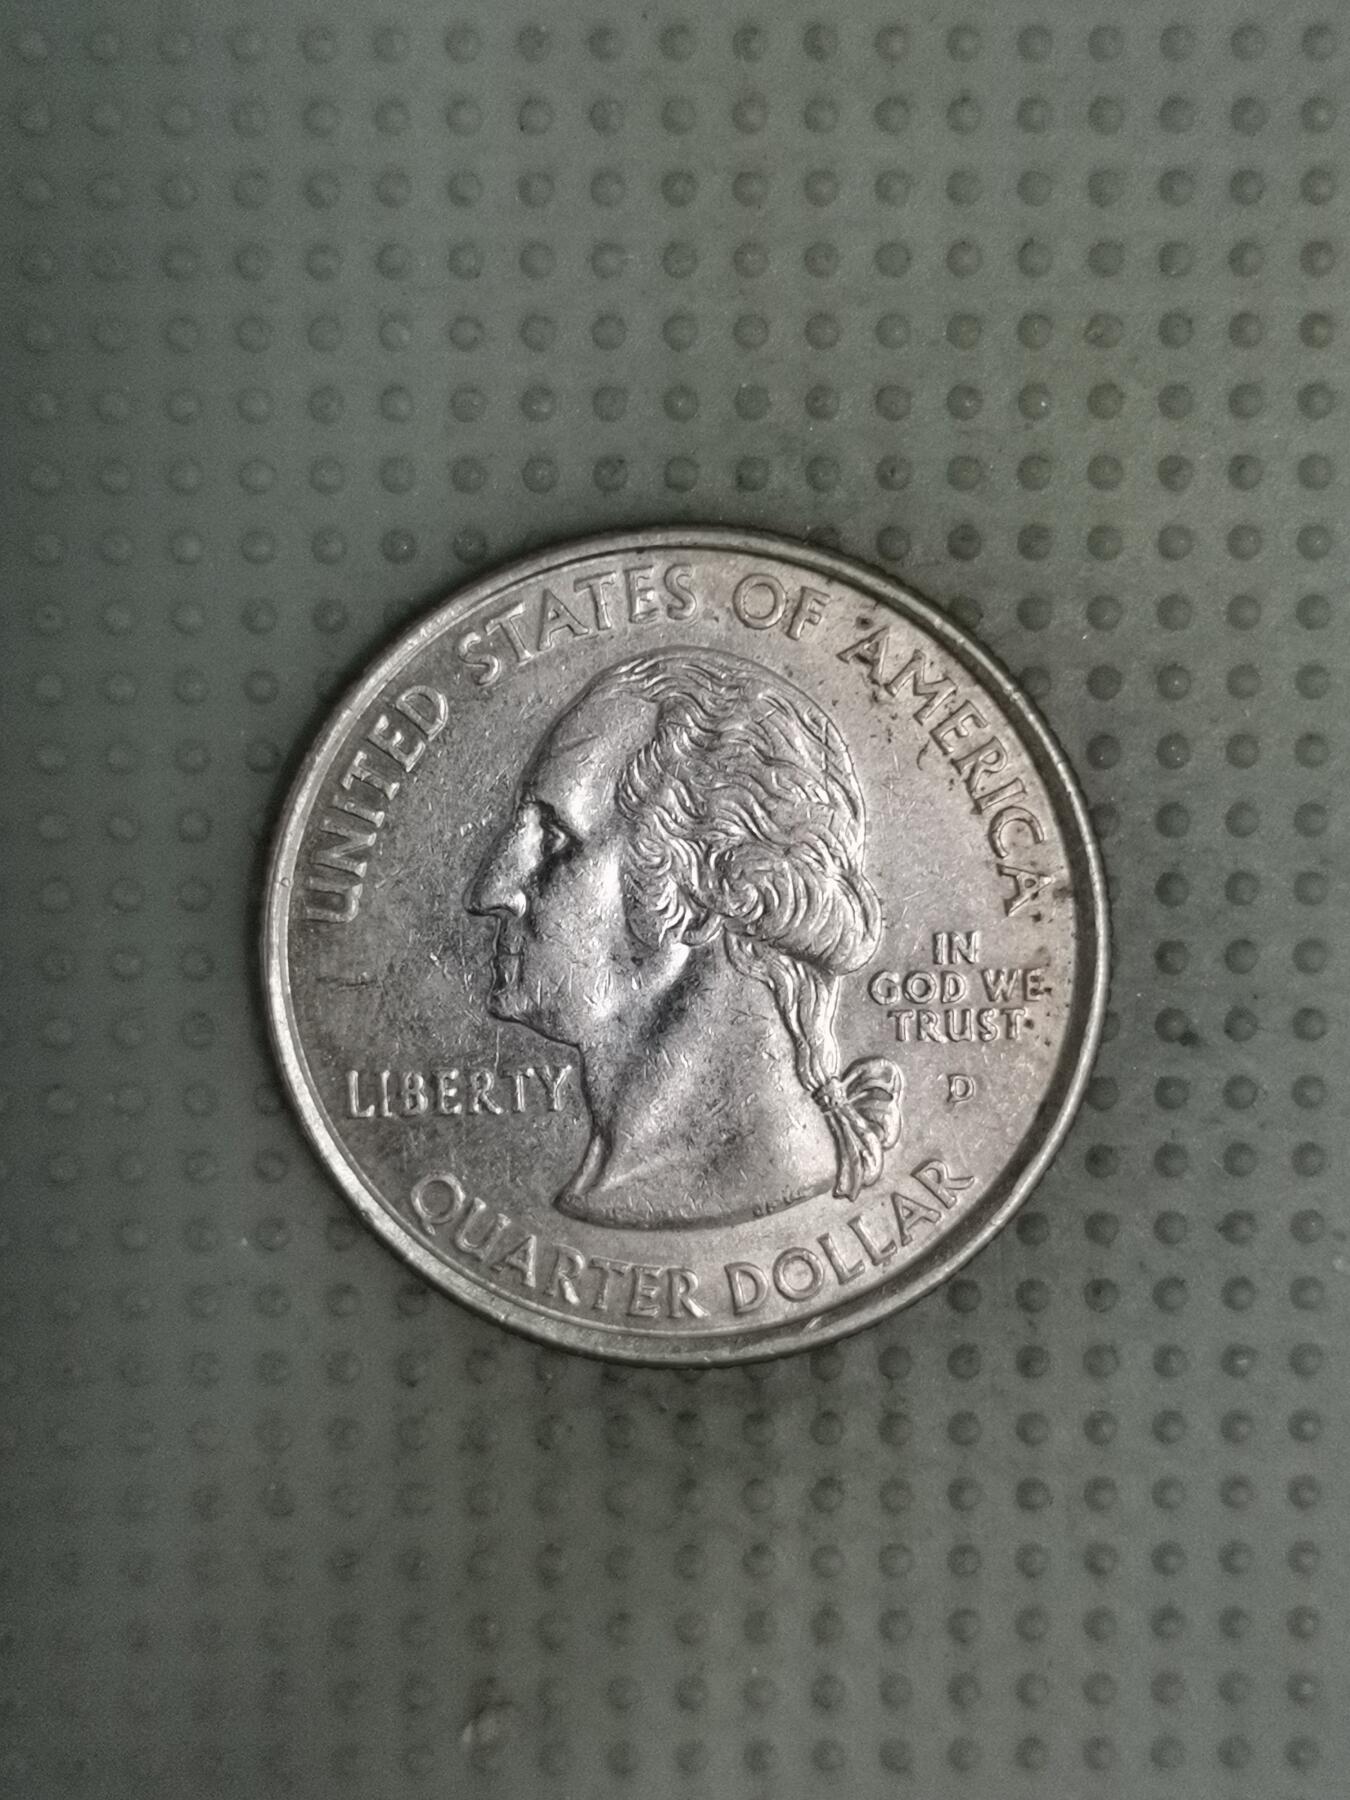 UNITED STATES OF AMERICA
IN
GOD WE
TRUST
LIBERTY
D
QUARTER DOLLAR